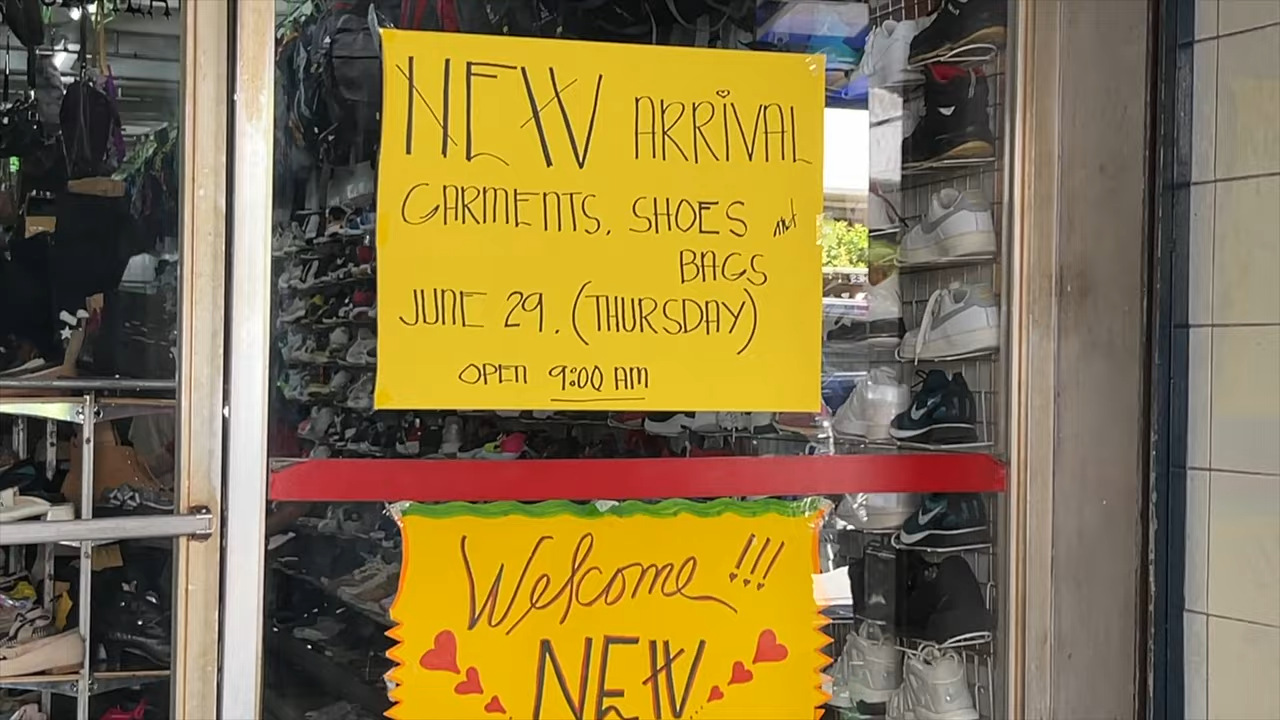 NEW ARRIVAL
GARMENTS, SHOES and
BAGS
JUNE 29. (THURSDAY)
OPEN 9:00 AM
Welcome !!!
NEW